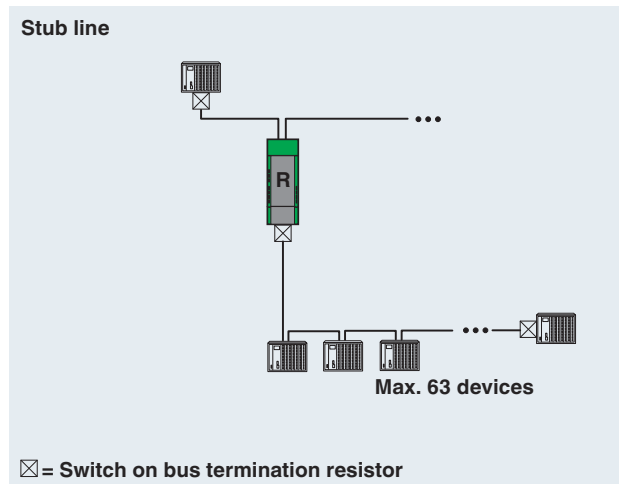 Stub line
•••
R
•••
Max. 63 devices
☒ = Switch on bus termination resistor